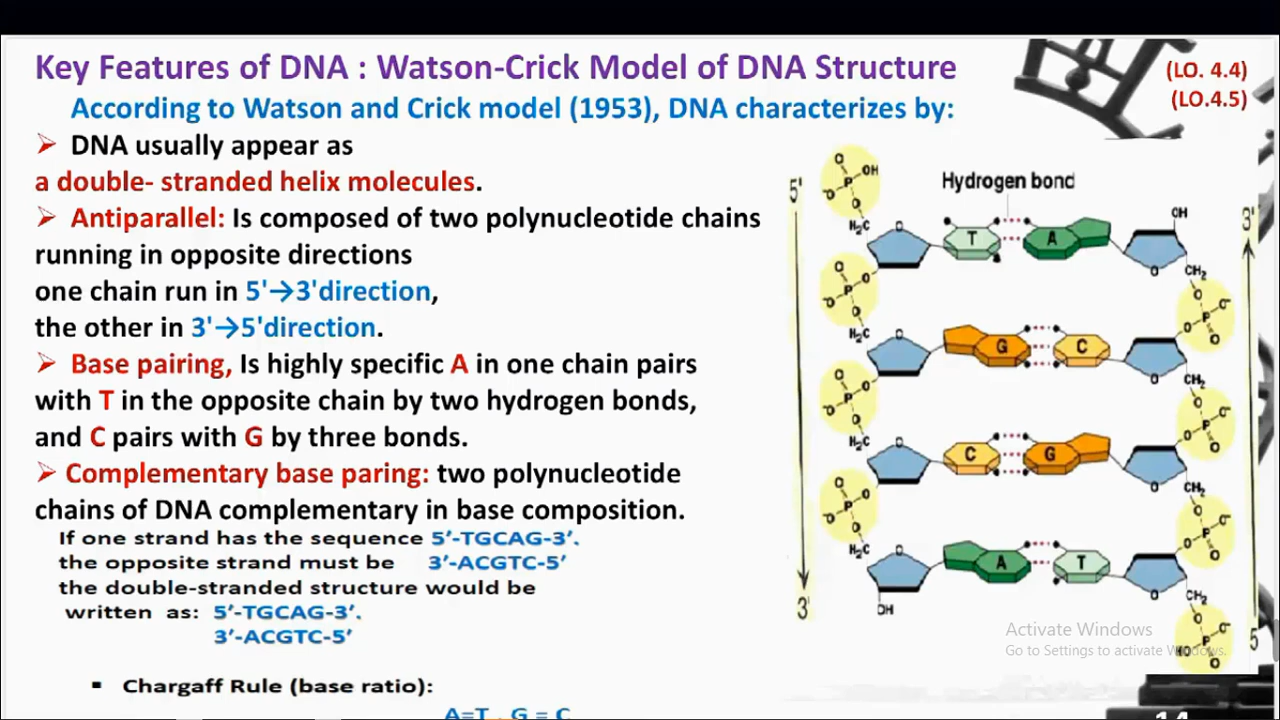 Key Features of DNA : Watson-Crick Model of DNA Structure
(LO. 4.4)
(LO.4.5)
According to Watson and Crick model (1953), DNA characterizes by:
➢ DNA usually appear as
a double- stranded helix molecules.
➢ Antiparallel: Is composed of two polynucleotide chains
running in opposite directions
one chain run in 5'→3'direction,
the other in 3'→5'direction.
➢ Base pairing, Is highly specific A in one chain pairs
with T in the opposite chain by two hydrogen bonds,
and C pairs with G by three bonds.
➢ Complementary base paring: two polynucleotide
chains of DNA complementary in base composition.
If one strand has the sequence 5′-TGCAG-3′.
the opposite strand must be 3′-ACGTC-5′
the double-stranded structure would be
written as: 5′-TGCAG-3′.
3′-ACGTC-5′
▪ Chargaff Rule (base ratio):
A=T , G = C
Hydrogen bond
5'
3'
O
OH
P
⁻O
O
H₂C
O
T A
OH
O
CH₂
O
P
O⁻
O
O
G C
C G
A T
OH
3'
HO
5
Activate Windows
Go to Settings to activate Windows.
14